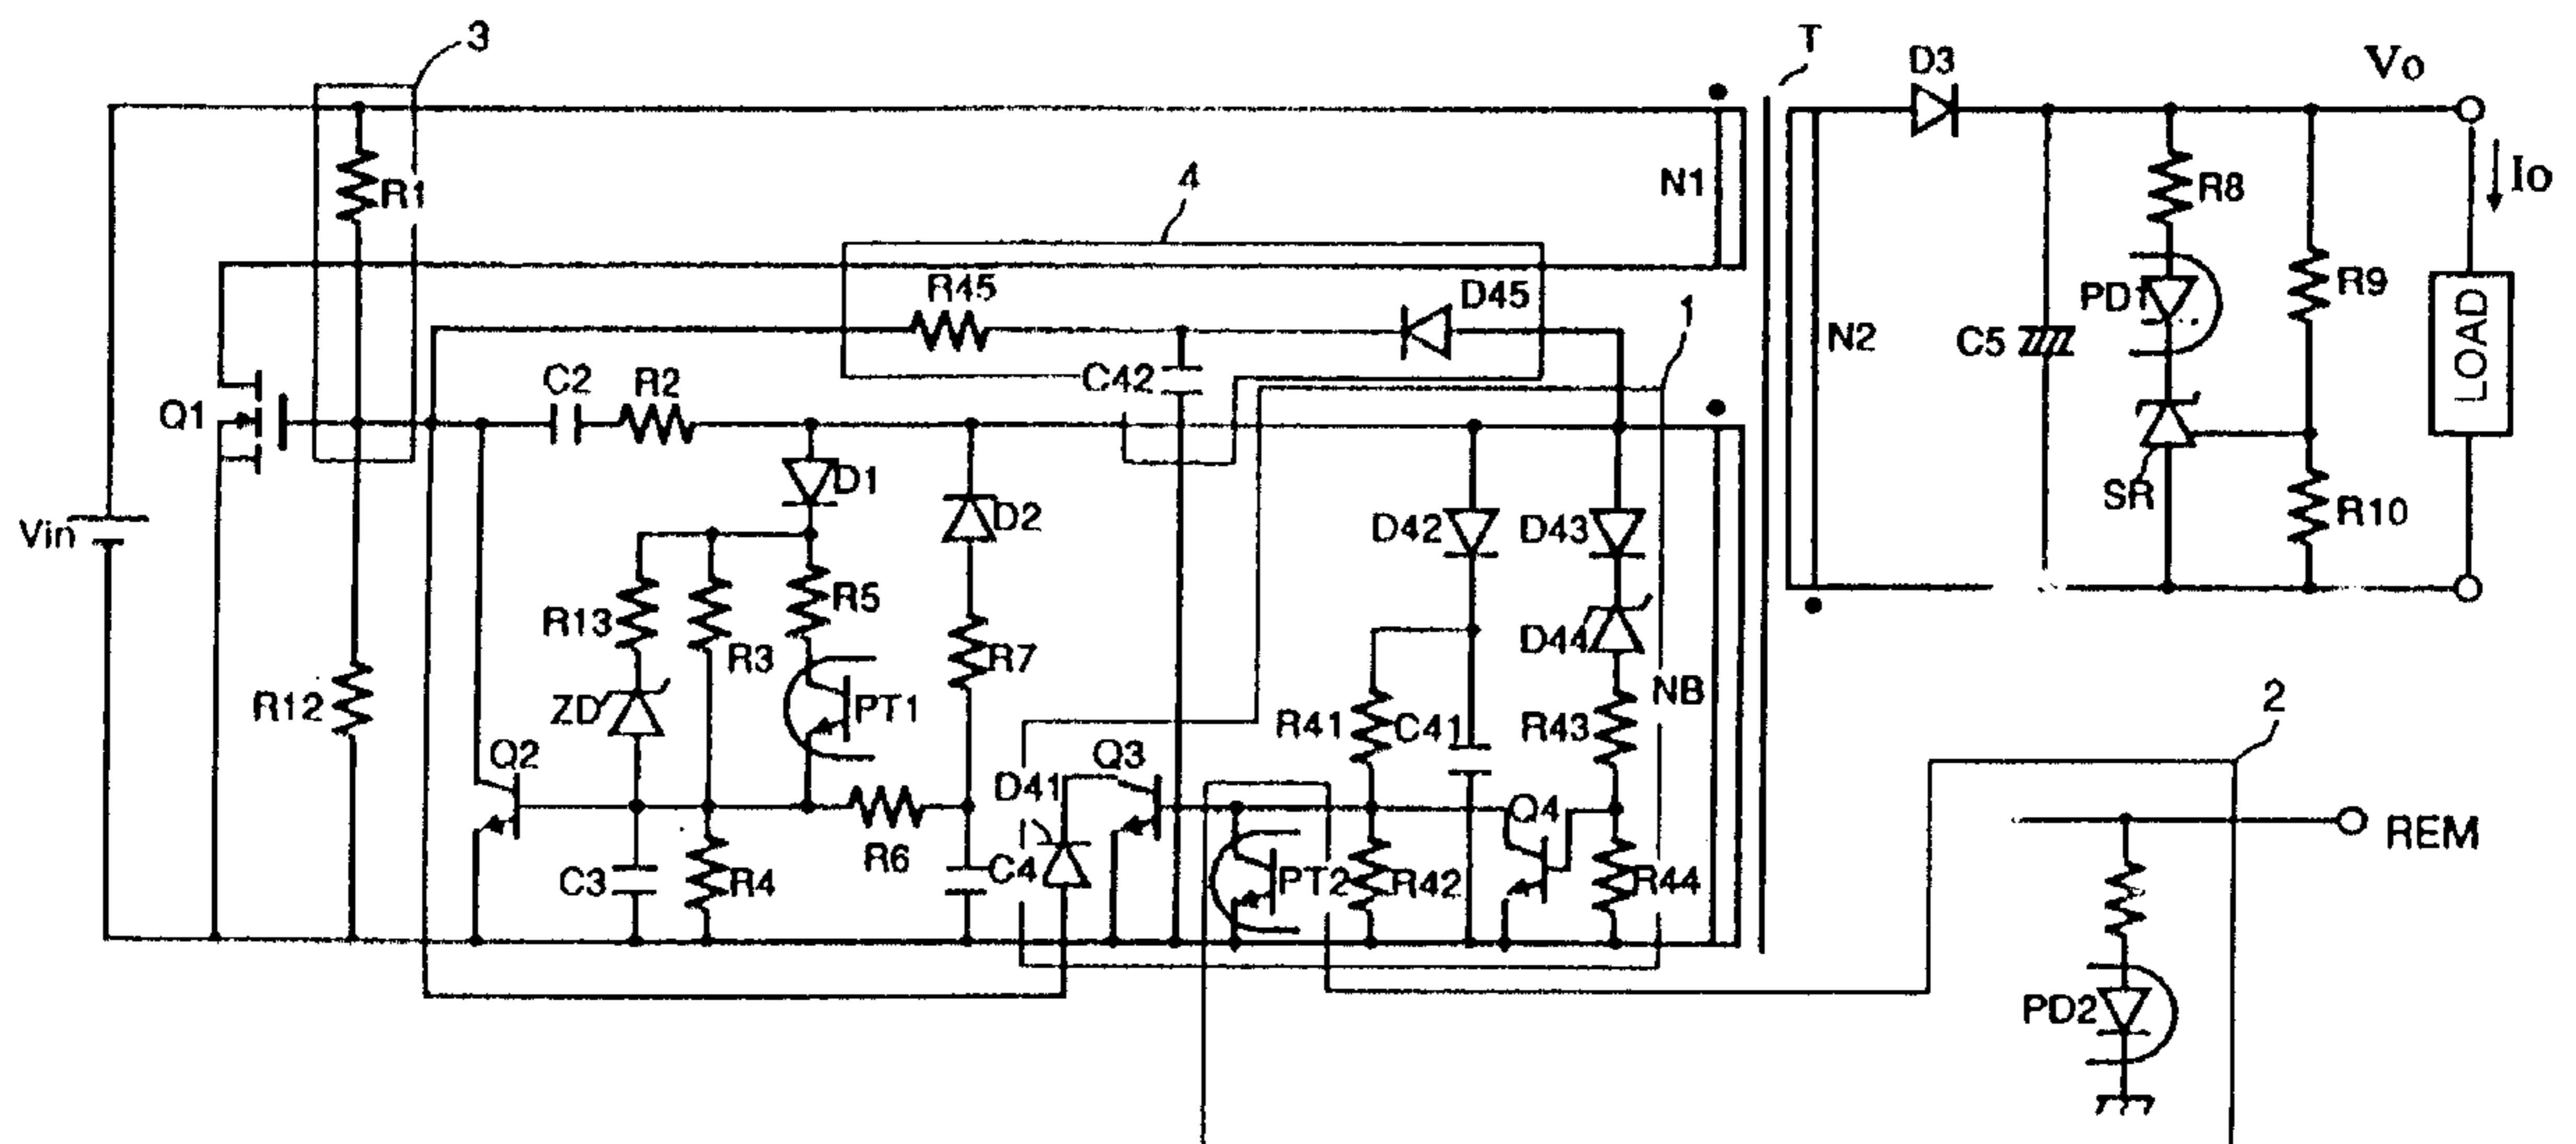 3
T
D3
Vo
R1
4
N1
R8
Io
R45
D45
1
PD1
R9
N2
C5
LOAD
C42
C2
R2
Q1
D1
SR
R10
Vin
D2
D42
D43
R13
R3
R5
R7
D44
NB
2
R12
ZD
PT1
R41
C41
R43
Q2
D41
Q3
Q4
REM
C3
R4
R6
C4
PT2
R42
R44
PD2